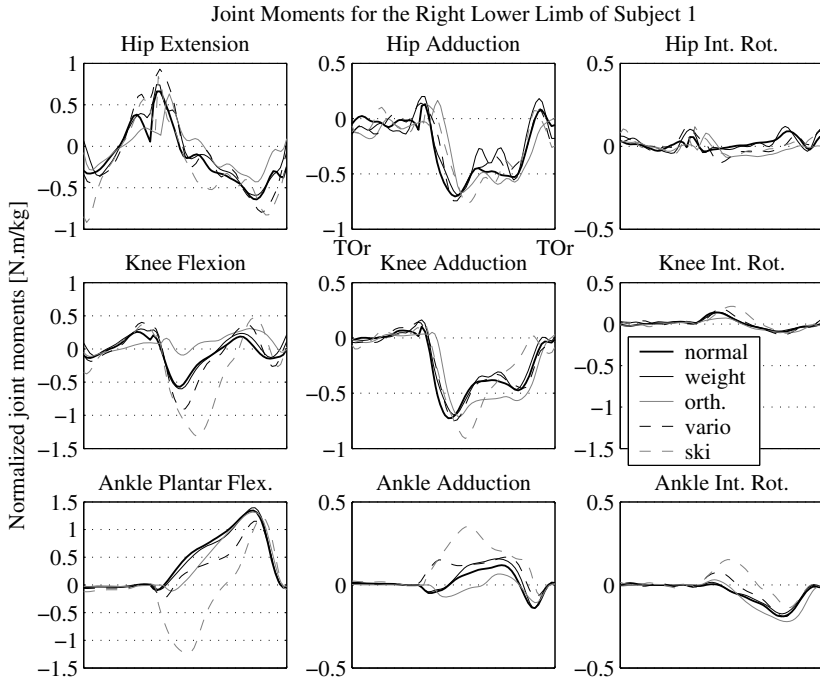 Joint Moments for the Right Lower Limb of Subject 1
Normalized joint moments [N.m/kg]
Hip Extension
1
0.5
0
−0.5
−1
Hip Adduction
0.5
0
−0.5
−1
TOr TOr
Hip Int. Rot.
0.5
0
−0.5
Knee Flexion
1
0.5
0
−0.5
−1
−1.5
Knee Adduction
0.5
0
−0.5
−1
Knee Int. Rot.
1
0.5
0
−0.5
−1
−1.5
normal
weight
orth.
vario
ski
Ankle Plantar Flex.
1.5
1
0.5
0
−0.5
−1
−1.5
Ankle Adduction
0.5
0
−0.5
Ankle Int. Rot.
0.5
0
−0.5